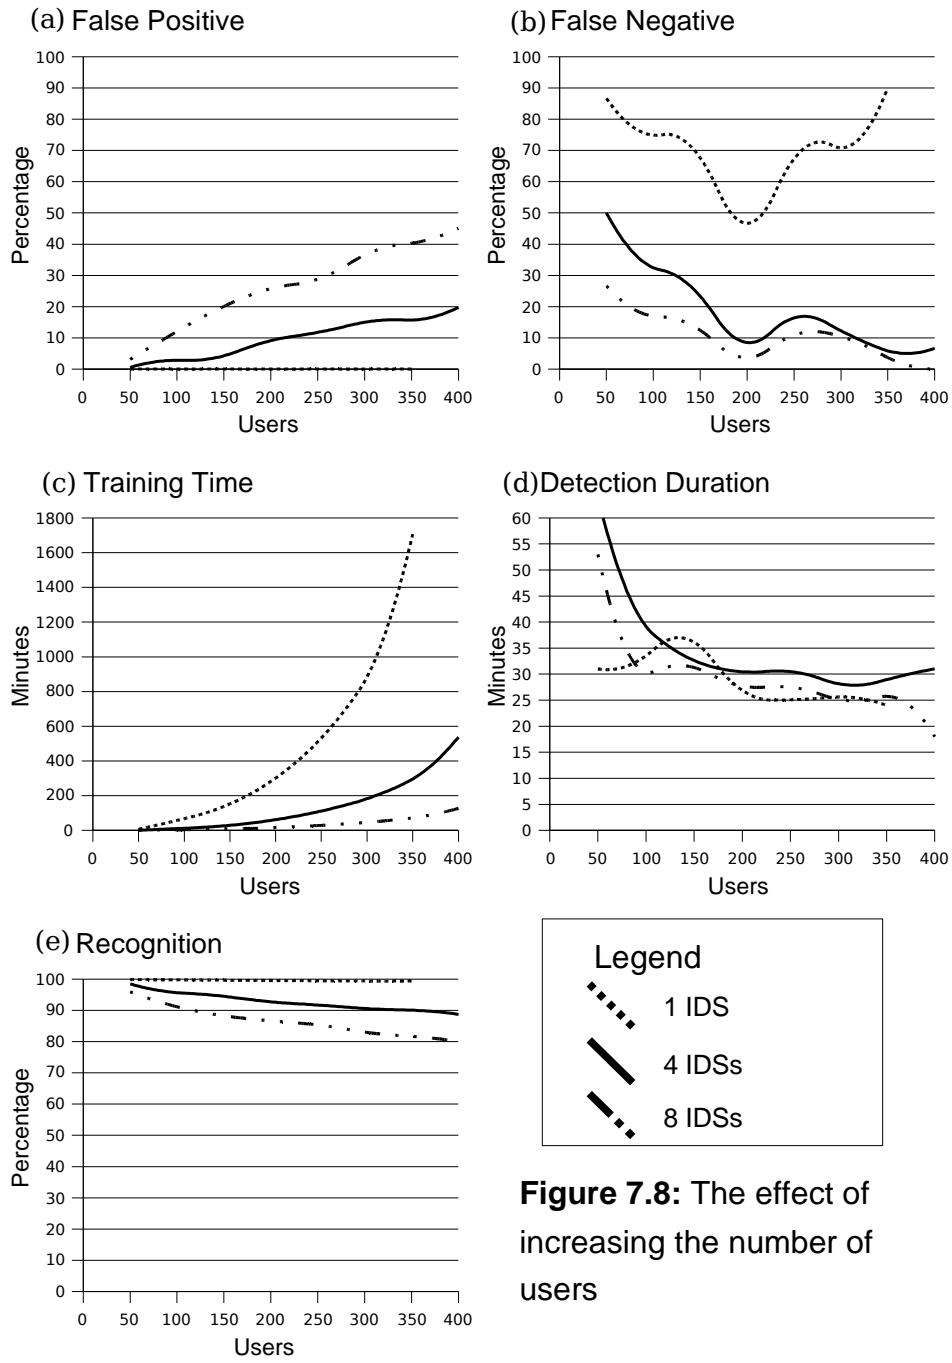 (a) False Positive
100
90
80
70
60
50
40
30
20
10
0
Percentage
0 50 100 150 200 250 300 350 400
Users
(b) False Negative
100
90
80
70
60
50
40
30
20
10
0
Percentage
0 50 100 150 200 250 300 350 400
Users
(c) Training Time
1800
1600
1400
1200
1000
800
600
400
200
0
Minutes
0 50 100 150 200 250 300 350 400
Users
(d)Detection Duration
60
55
50
45
40
35
30
25
20
15
10
5
0
Minutes
0 50 100 150 200 250 300 350 400
Users
(e) Recognition
100
90
80
70
60
50
40
30
20
10
0
Percentage
0 50 100 150 200 250 300 350 400
Users
Legend
1 IDS
4 IDSs
8 IDSs
Figure 7.8: The effect of
increasing the number of
users